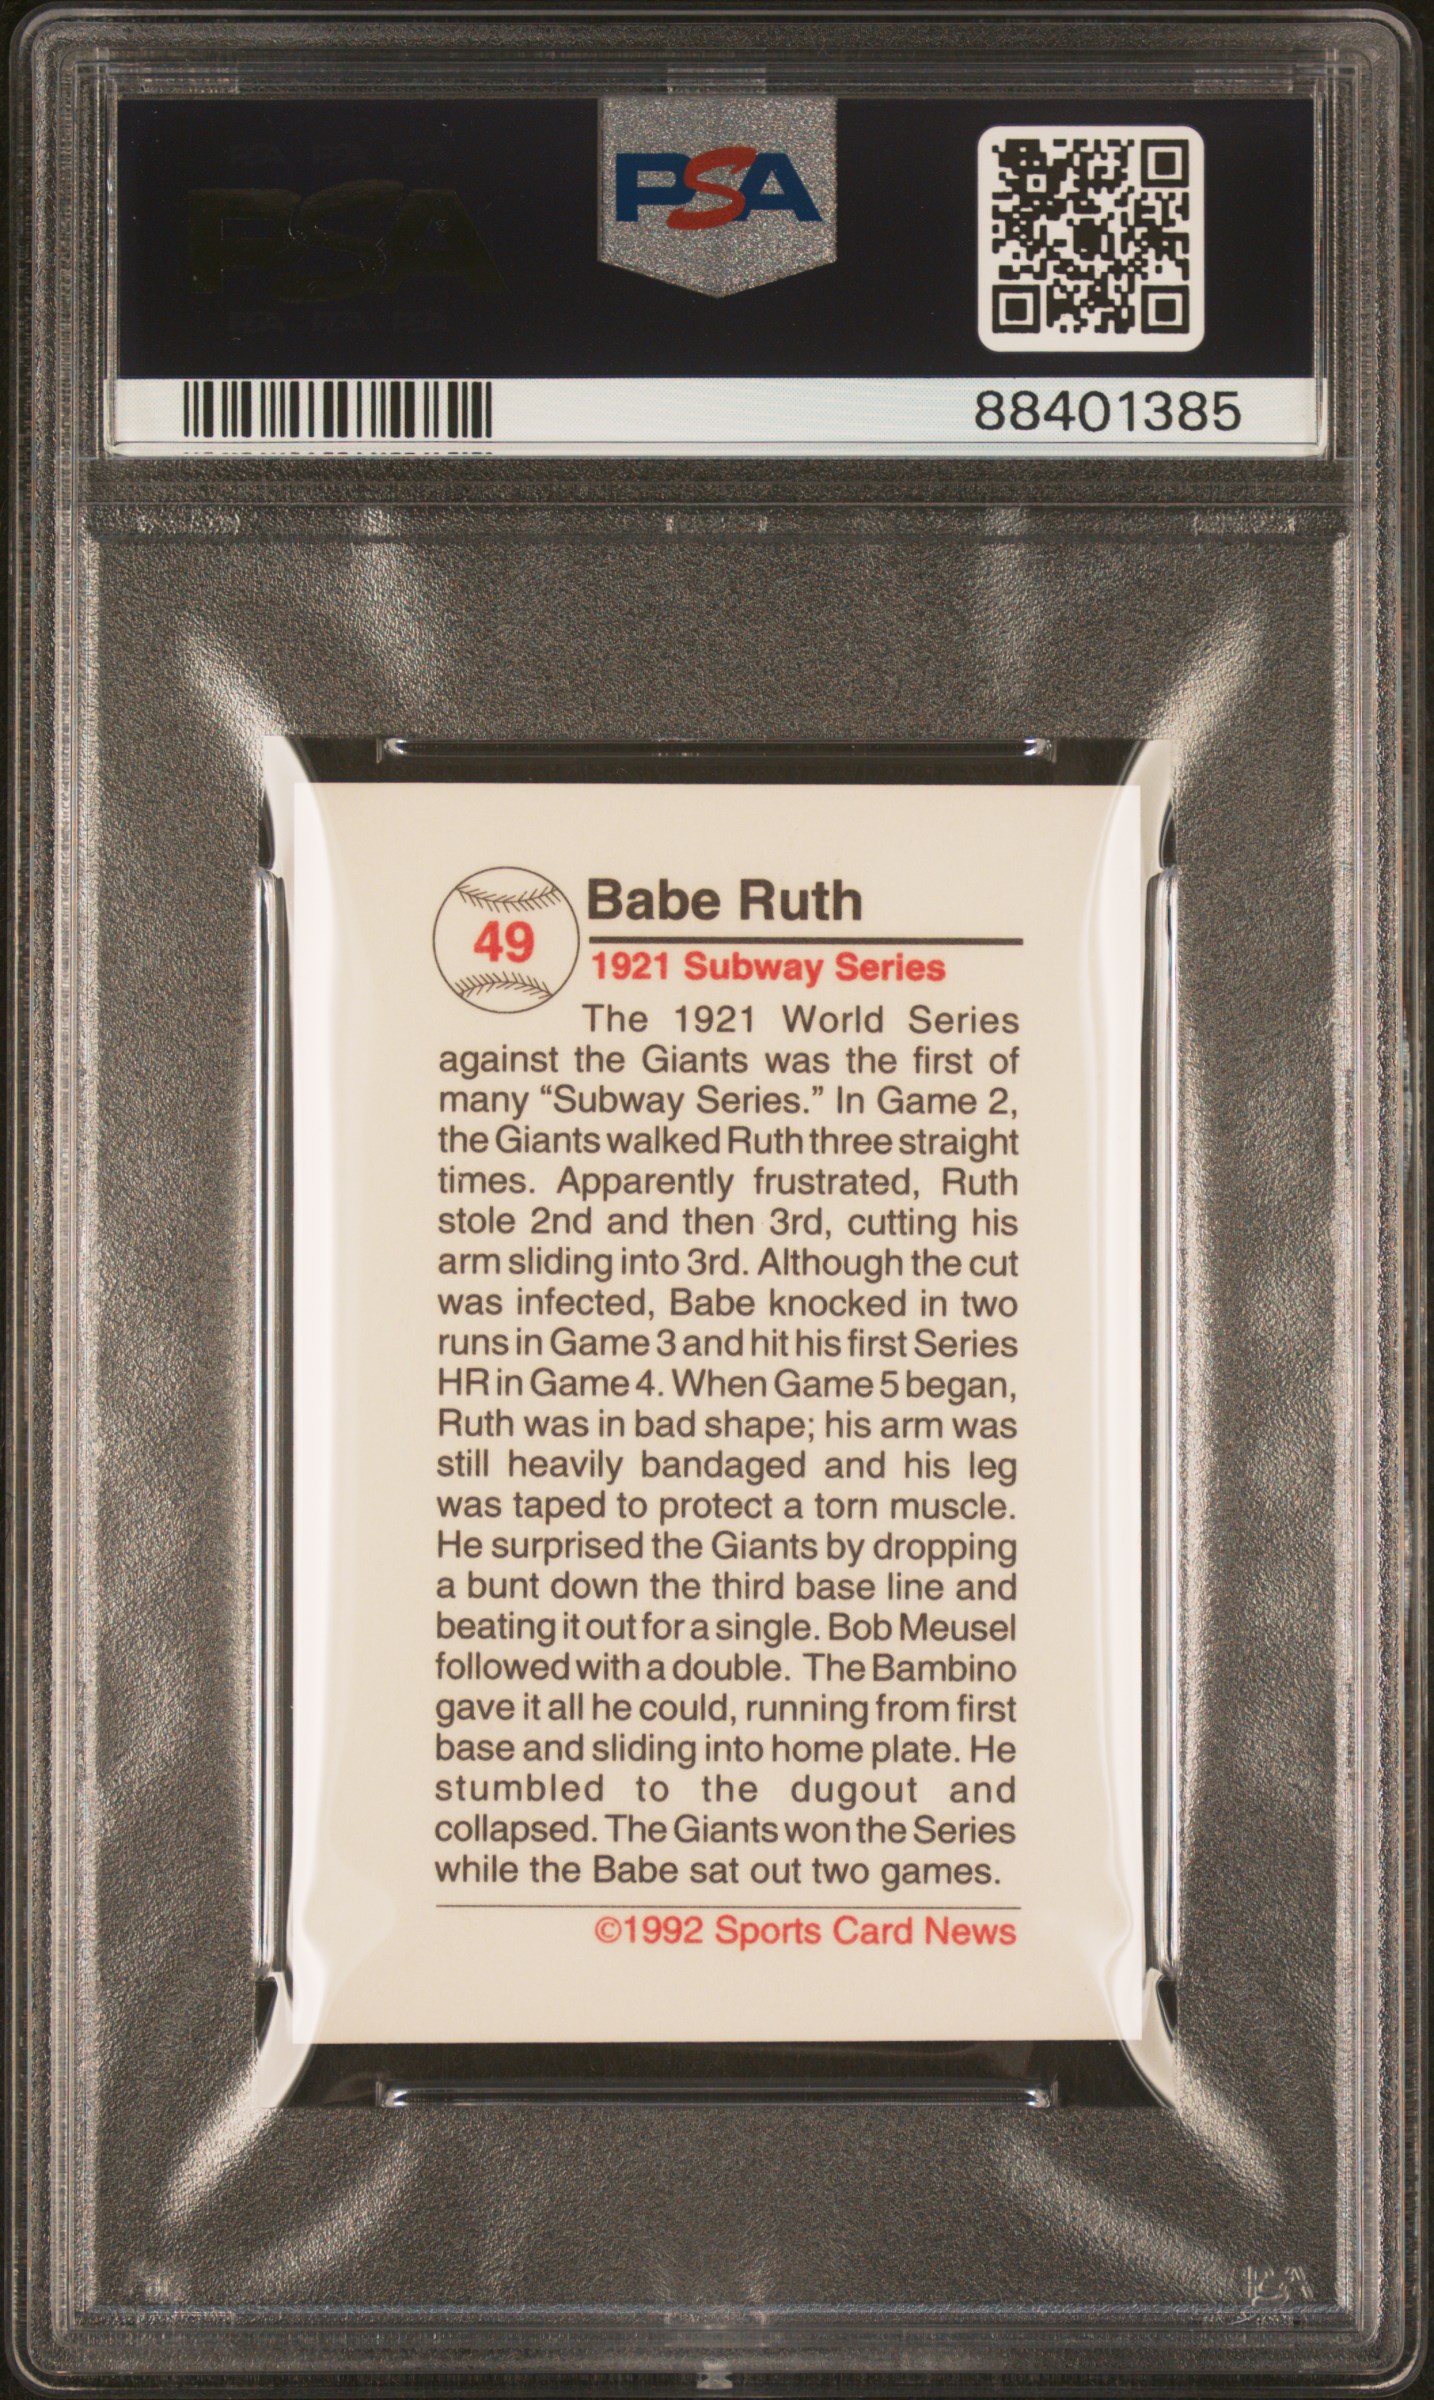 PSA
PSA
88401385
49
Babe Ruth
1921 Subway Series
The 1921 World Series
against the Giants was the first of
many “Subway Series.” In Game 2,
the Giants walked Ruth three straight
times. Apparently frustrated, Ruth
stole 2nd and then 3rd, cutting his
arm sliding into 3rd. Although the cut
was infected, Babe knocked in two
runs in Game 3 and hit his first Series
HR in Game 4. When Game 5 began,
Ruth was in bad shape; his arm was
still heavily bandaged and his leg
was taped to protect a torn muscle.
He surprised the Giants by dropping
a bunt down the third base line and
beating it out for a single. Bob Meusel
followed with a double. The Bambino
gave it all he could, running from first
base and sliding into home plate. He
stumbled to the dugout and
collapsed. The Giants won the Series
while the Babe sat out two games.
©1992 Sports Card News